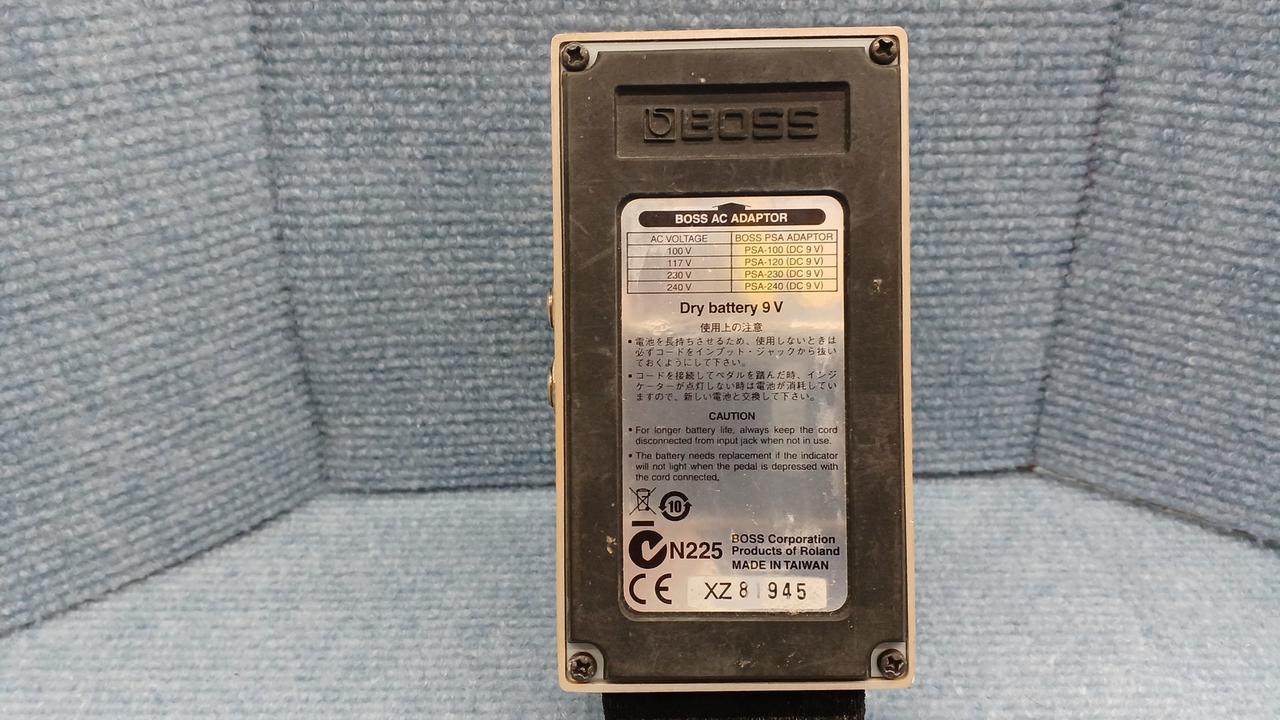 BOSS
BOSS AC ADAPTOR
AC VOLTAGE BOSS PSA ADAPTOR
100 V PSA-100 (DC 9 V)
117 V PSA-120 (DC 9 V)
230 V PSA-230 (DC 9 V)
240 V PSA-240 (DC 9 V)
Dry battery 9 V
使用上の注意
• 電池を長持ちさせるため、使用しないときは
必ずコードをインプット・ジャックから抜い
ておくようにして下さい。
• コードを接続してペダルを踏んだ時、インジ
ケーターが点灯しない時は電池が消耗してい
ますので、新しい電池と交換して下さい。
CAUTION
• For longer battery life, always keep the cord
disconnected from input jack when not in use.
• The battery needs replacement if the indicator
will not light when the pedal is depressed with
the cord connected.
10
N225
BOSS Corporation
Products of Roland
MADE IN TAIWAN
CE
XZ 81945